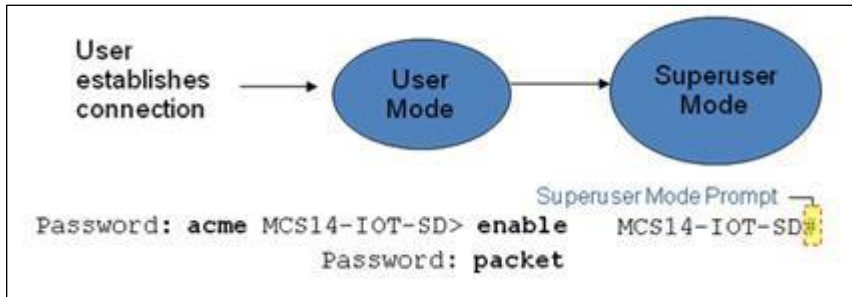 User
establishes
connection
User
Mode
Superuser
Mode
Superuser Mode Prompt
Password: acme MCS14-IOT-SD> enable MCS14-IOT-SD#
Password: packet